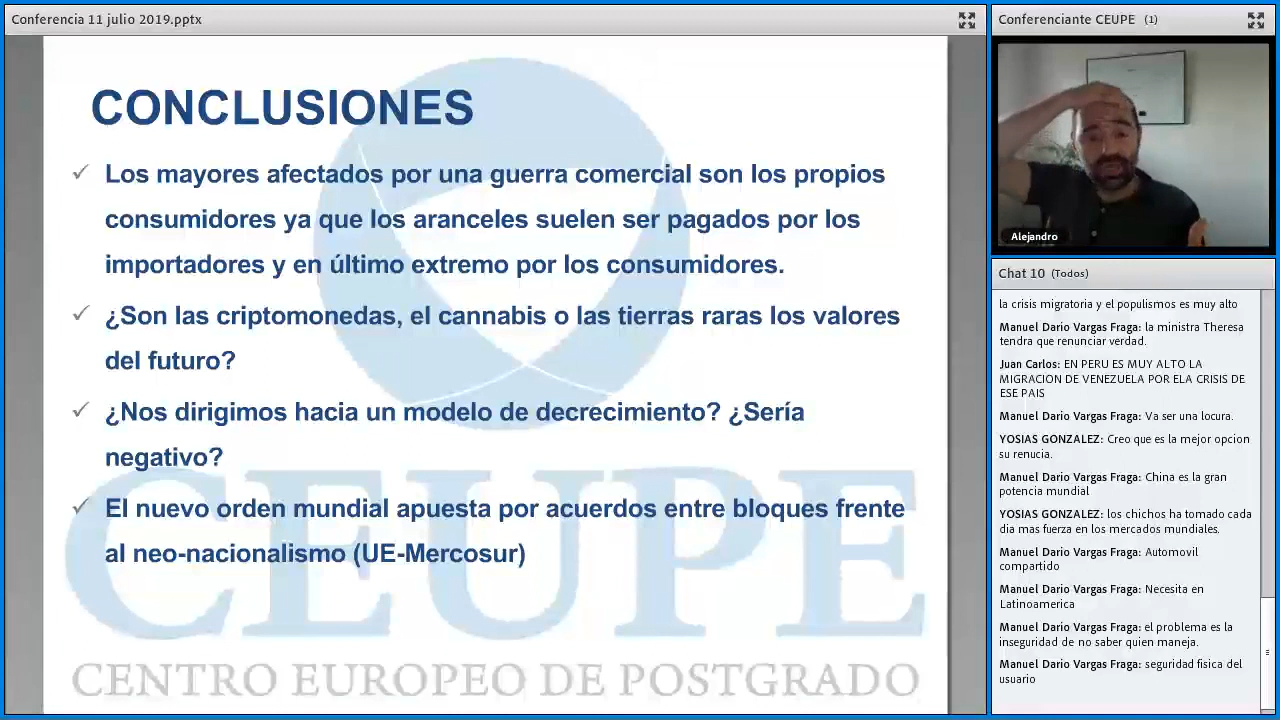 Conferencia 11 julio 2019.pptx
CONCLUSIONES
Los mayores afectados por una guerra comercial son los propios
consumidores ya que los aranceles suelen ser pagados por los
importadores y en último extremo por los consumidores.
¿Son las criptomonedas, el cannabis o las tierras raras los valores
del futuro?
¿Nos dirigimos hacia un modelo de decrecimiento? ¿Sería
negativo?
El nuevo orden mundial apuesta por acuerdos entre bloques frente
al neo-nacionalismo (UE-Mercosur)
CEUPE
CENTRO EUROPEO DE POSTGRADO
Conferenciante CEUPE (1)
Alejandro
Chat 10 (Todos)
la crisis migratoria y el populismos es muy alto
Manuel Dario Vargas Fraga: la ministra Theresa
tendra que renunciar verdad.
Juan Carlos: EN PERU ES MUY ALTO LA
MIGRACION DE VENEZUELA POR ELA CRISIS DE
ESE PAIS
Manuel Dario Vargas Fraga: Va ser una locura.
YOSIAS GONZALEZ: Creo que es la mejor opcion
su renucia.
Manuel Dario Vargas Fraga: China es la gran
potencia mundial
YOSIAS GONZALEZ: los chichos ha tomado cada
dia mas fuerza en los mercados mundiales.
Manuel Dario Vargas Fraga: Automovil
compartido
Manuel Dario Vargas Fraga: Necesita en
Latinoamerica
Manuel Dario Vargas Fraga: el problema es la
inseguridad de no saber quien maneja.
Manuel Dario Vargas Fraga: seguridad fisica del
usuario